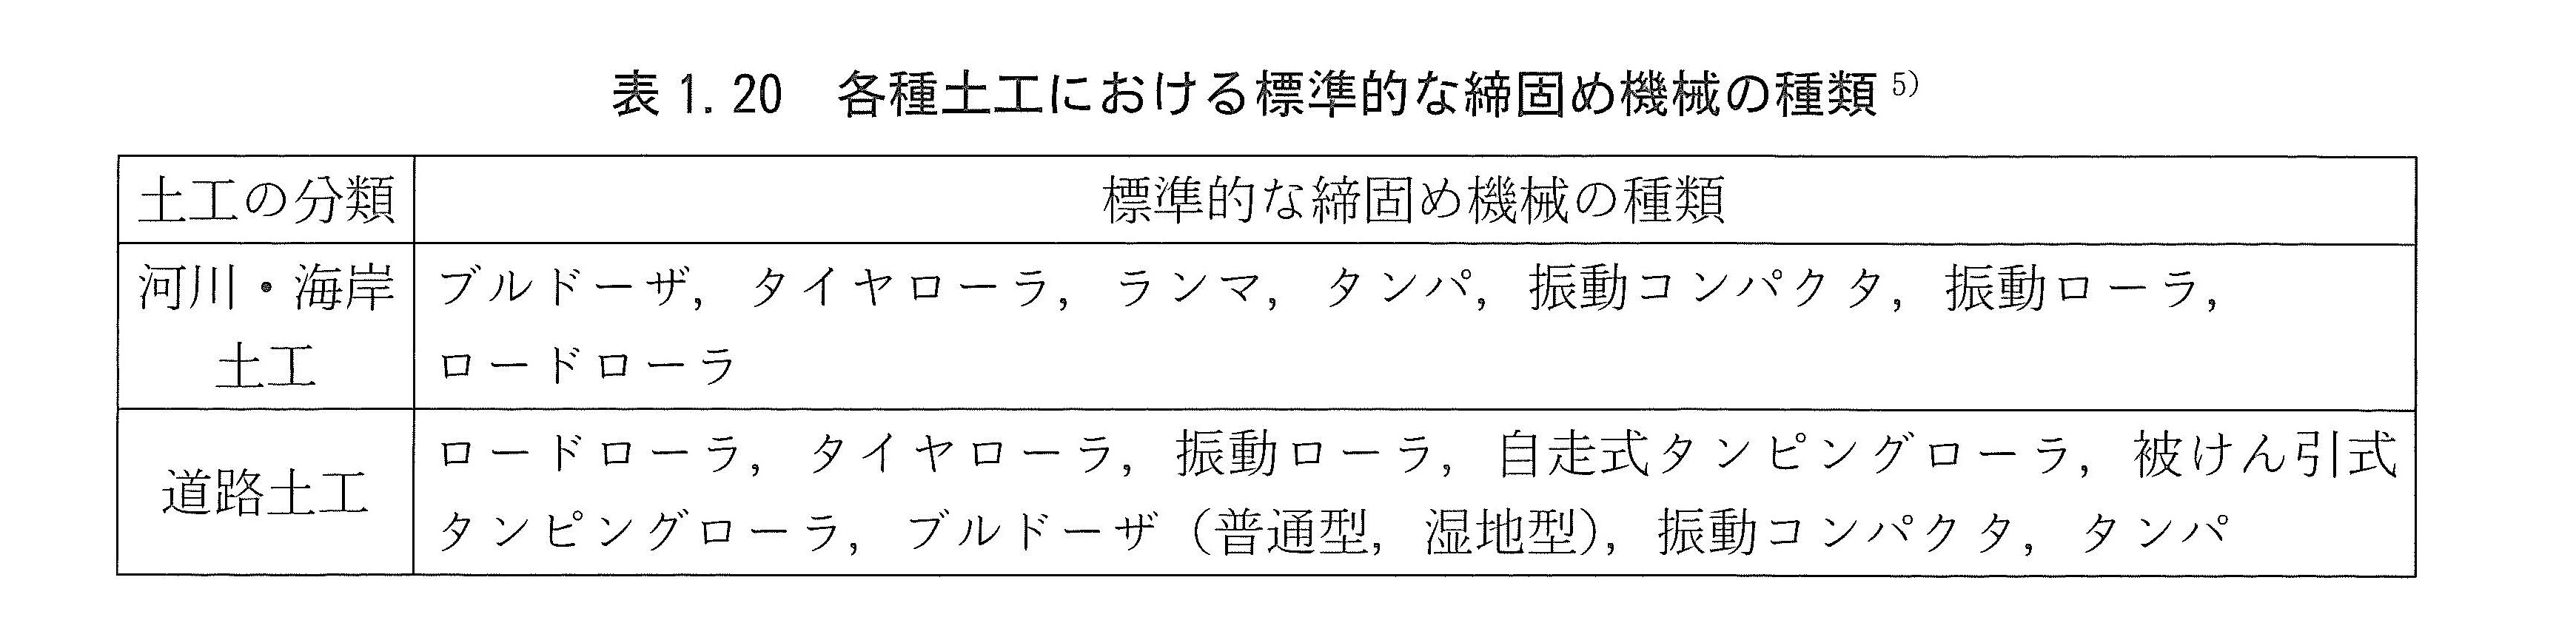 表 1.20　各種土工における標準的な締固め機械の種類 5)
土工の分類
標準的な締固め機械の種類
河川・海岸
土工
ブルドーザ，タイヤローラ，ランマ，タンパ，振動コンパクタ，振動ローラ，
ロードローラ
道路土工
ロードローラ，タイヤローラ，振動ローラ，自走式タンピングローラ，被けん引式
タンピングローラ，ブルドーザ（普通型，湿地型），振動コンパクタ，タンパ